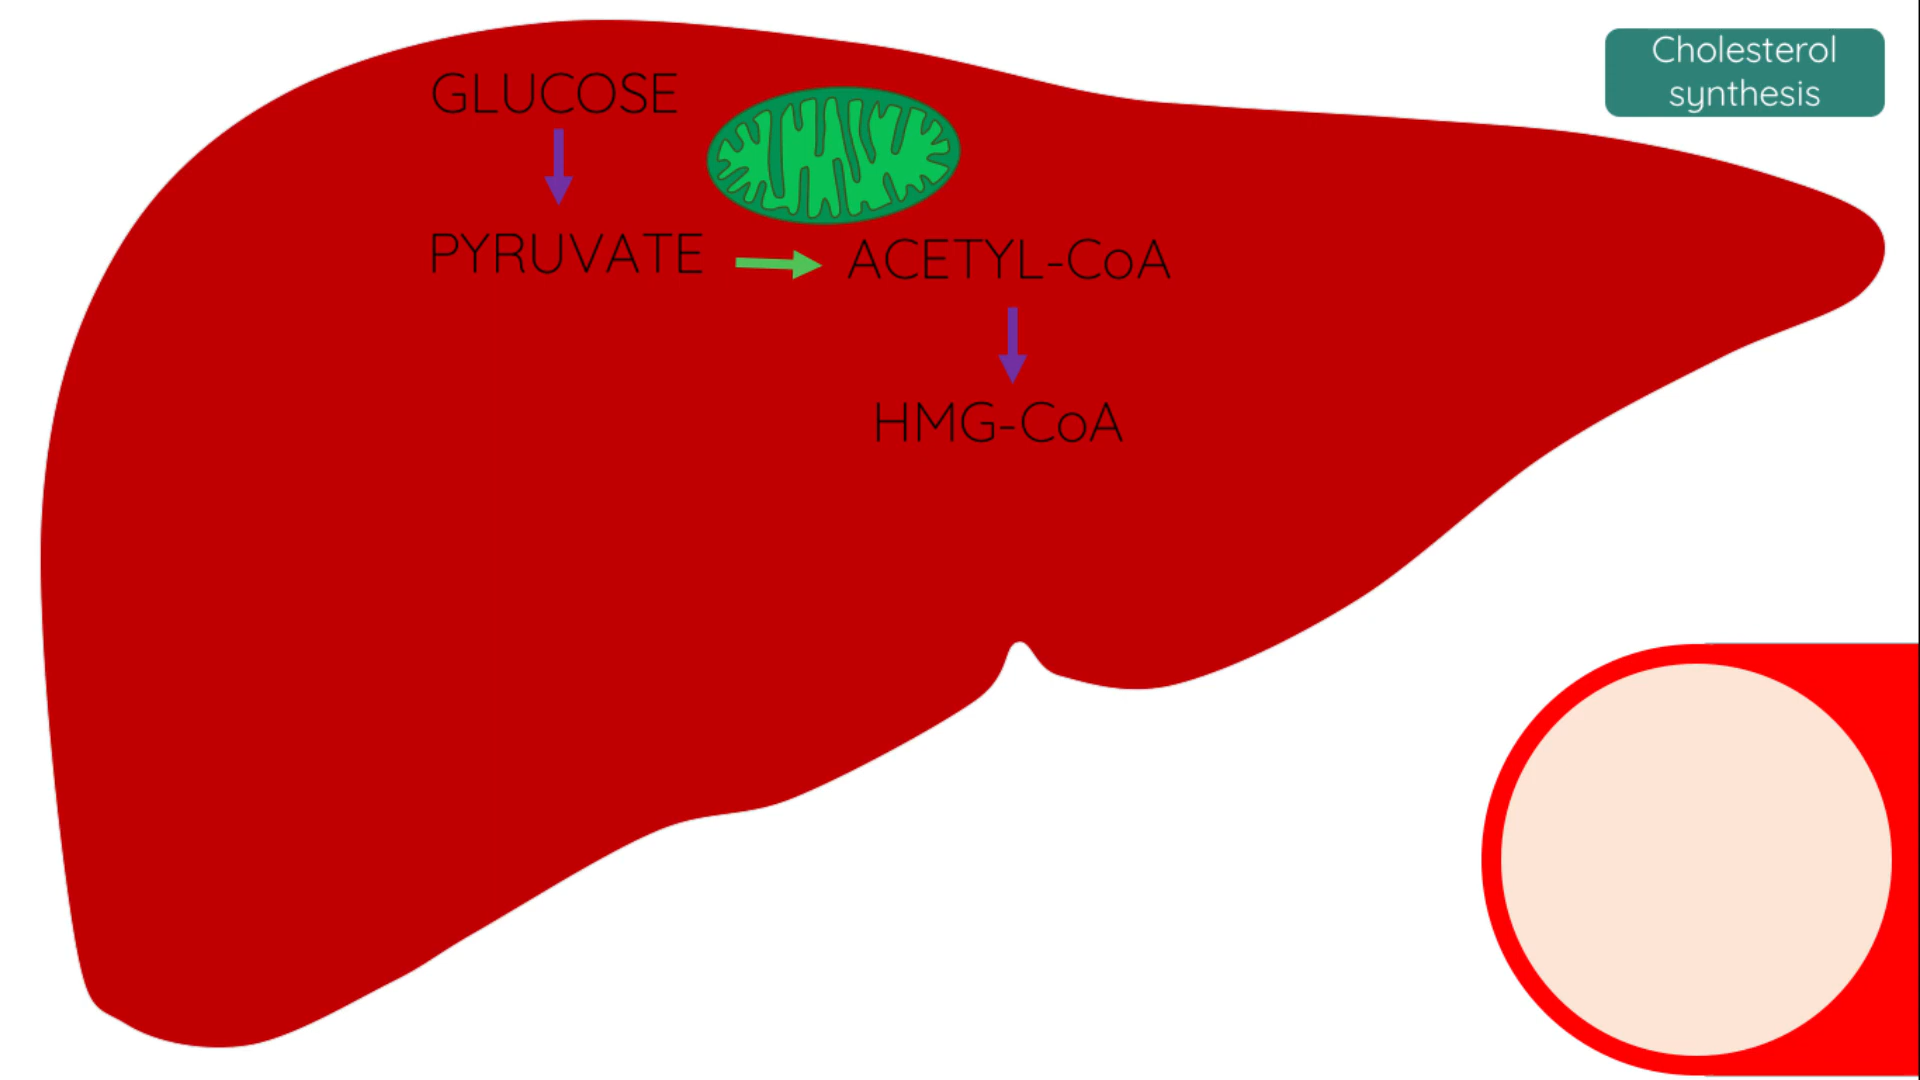 GLUCOSE
PYRUVATE
ACETYL-CoA
HMG-CoA
Cholesterol
synthesis